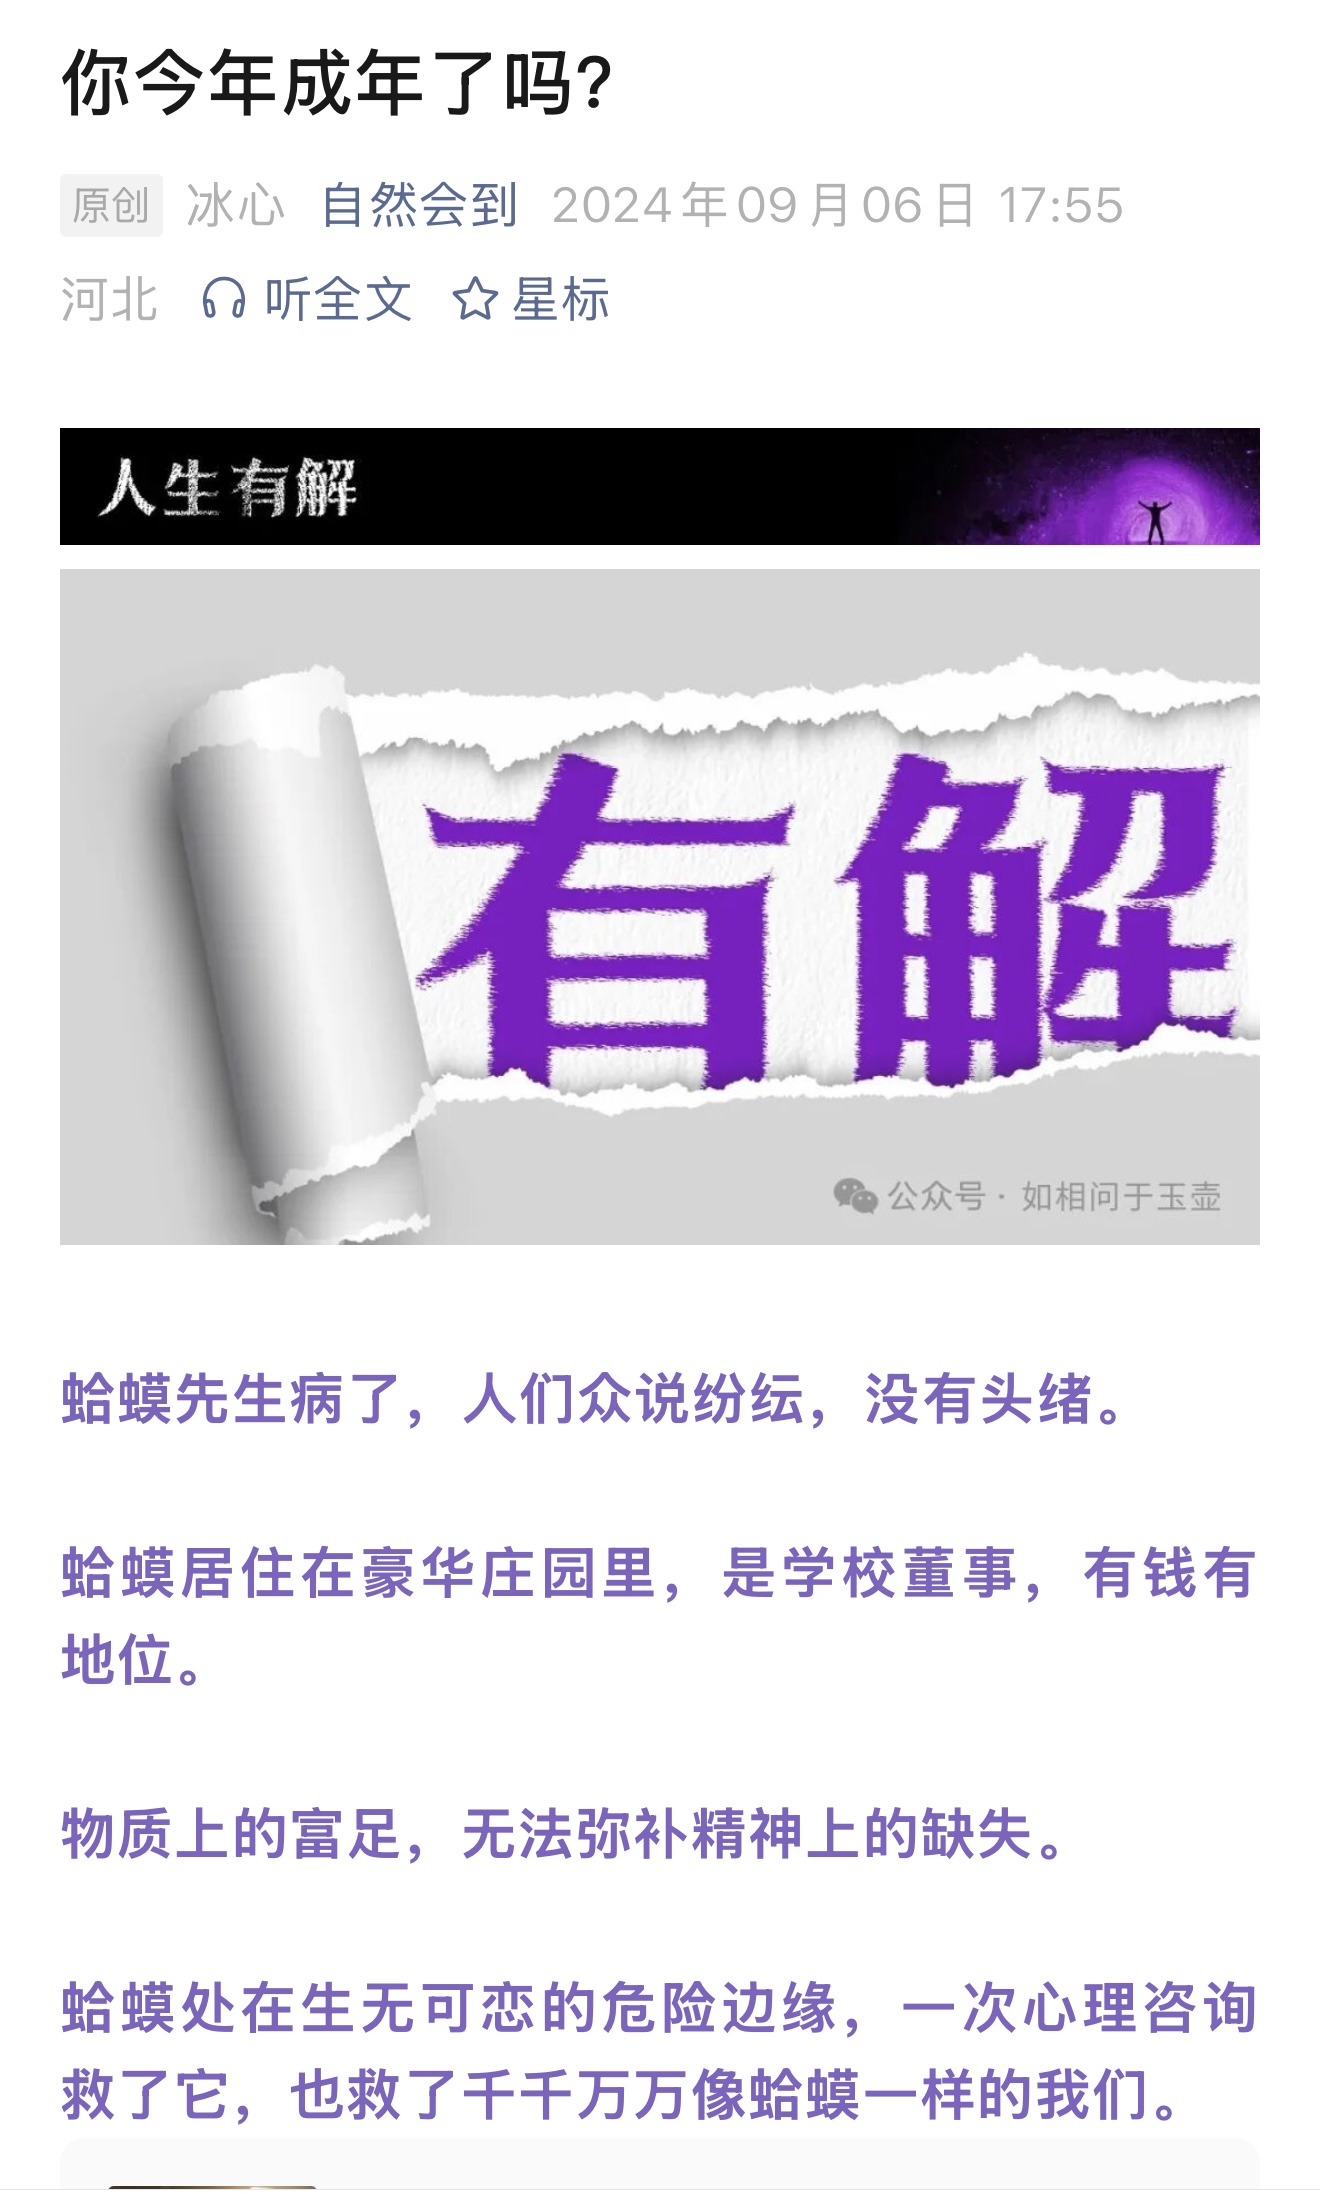 你今年成年了吗?
原创 冰心 自然会到 2024年09月06日 17:55
河北 听全文 星标
人生有解
有解
公众号 · 如相问于玉壶
蛤蟆先生病了，人们众说纷纭，没有头绪。
蛤蟆居住在豪华庄园里，是学校董事，有钱有
地位。
物质上的富足，无法弥补精神上的缺失。
蛤蟆处在生无可恋的危险边缘，一次心理咨询
救了它，也救了千千万万像蛤蟆一样的我们。